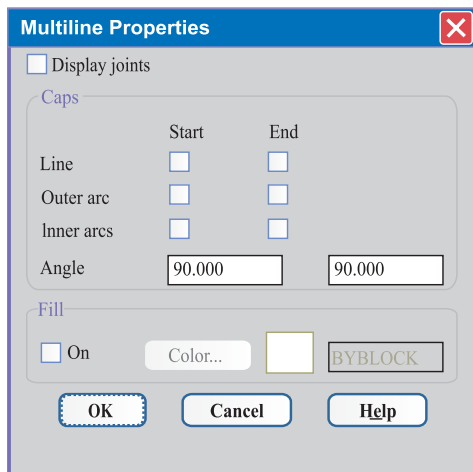 Multiline Properties
Display joints
Caps
Start End
Line
Outer arc
Inner arcs
Angle 90.000 90.000
Fill
On Color... BYBLOCK
OK Cancel Help